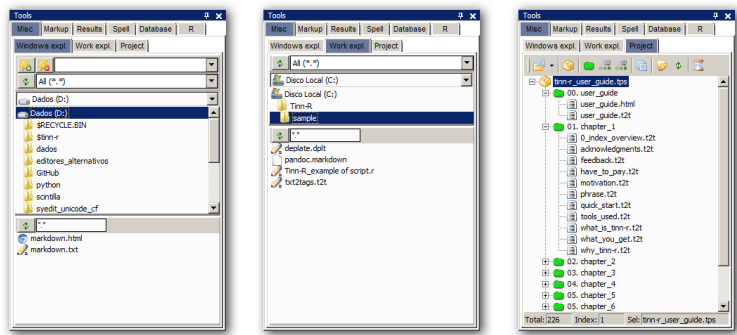 Tools
Misc Markup Results Spell Database R
Windows expl. Work expl. Project
All (*.*)
Dados (D:)
Dados (D:)
$RECYCLE.BIN
$tinn-r
dados
editores_alternativos
GitHub
python
scintilla
syedit_unicode_cf
*.*
markdown.html
markdown.txt
Tools
Misc Markup Results Spell Database R
Windows expl. Work expl. Project
All (*.*)
Disco Local (C:)
Disco Local (C:)
Tinn-R
sample
*.*
deplate.dplt
pandoc.markdown
Tinn-R_example of script.r
txt2tags.t2t
Tools
Misc Markup Results Spell Database R
Windows expl. Work expl. Project
tinn-r_user_guide.tps
00. user_guide
user_guide.html
user_guide.t2t
01. chapter_1
0_index_overview.t2t
acknowledgments.t2t
feedback.t2t
have_to_pay.t2t
motivation.t2t
phrase.t2t
quick_start.t2t
tools_used.t2t
what_is_tinn-r.t2t
what_you_get.t2t
why_tinn-r.t2t
02. chapter_2
03. chapter_3
04. chapter_4
05. chapter_5
05. chapter_6
Total: 226 Index: 1 Sel: tinn-r_user_guide.tps